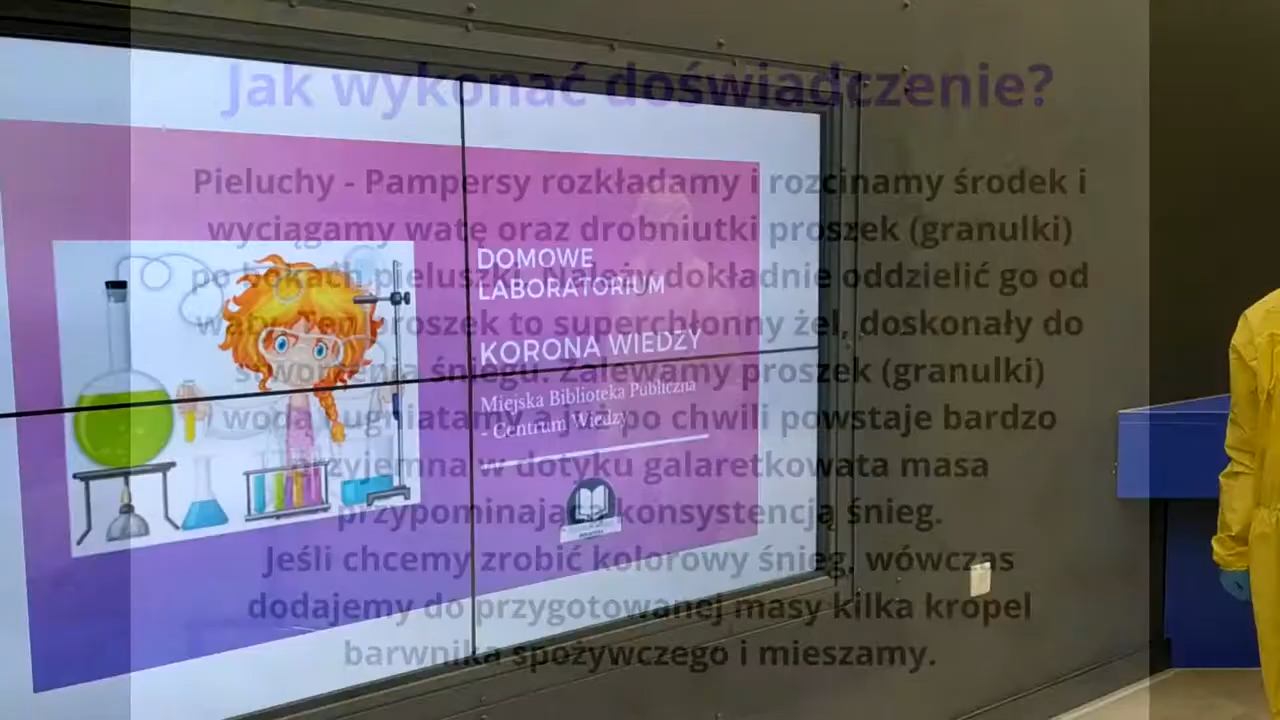 Jak wykonać doświadczenie?
Pieluchy - Pampersy rozkładamy i rozcinamy środek i
wyciągamy watę oraz drobniutki proszek (granulki)
po bokach pieluszki. Należy dokładnie oddzielić go od
waty. Ten proszek to superchłonny żel, doskonały do
stworzenia śniegu. Zalewamy proszek (granulki)
wodą, ugniatamy, a już po chwili powstaje bardzo
przyjemna w dotyku galaretkowata masa
przypominająca konsystencją śnieg.
Jeśli chcemy zrobić kolorowy śnieg, wówczas
dodajemy do przygotowanej masy kilka kropel
barwnika spożywczego i mieszamy.
DOMOWE
LABORATORIUM
KORONA WIEDZY
Miejska Biblioteka Publiczna
- Centrum Wiedzy